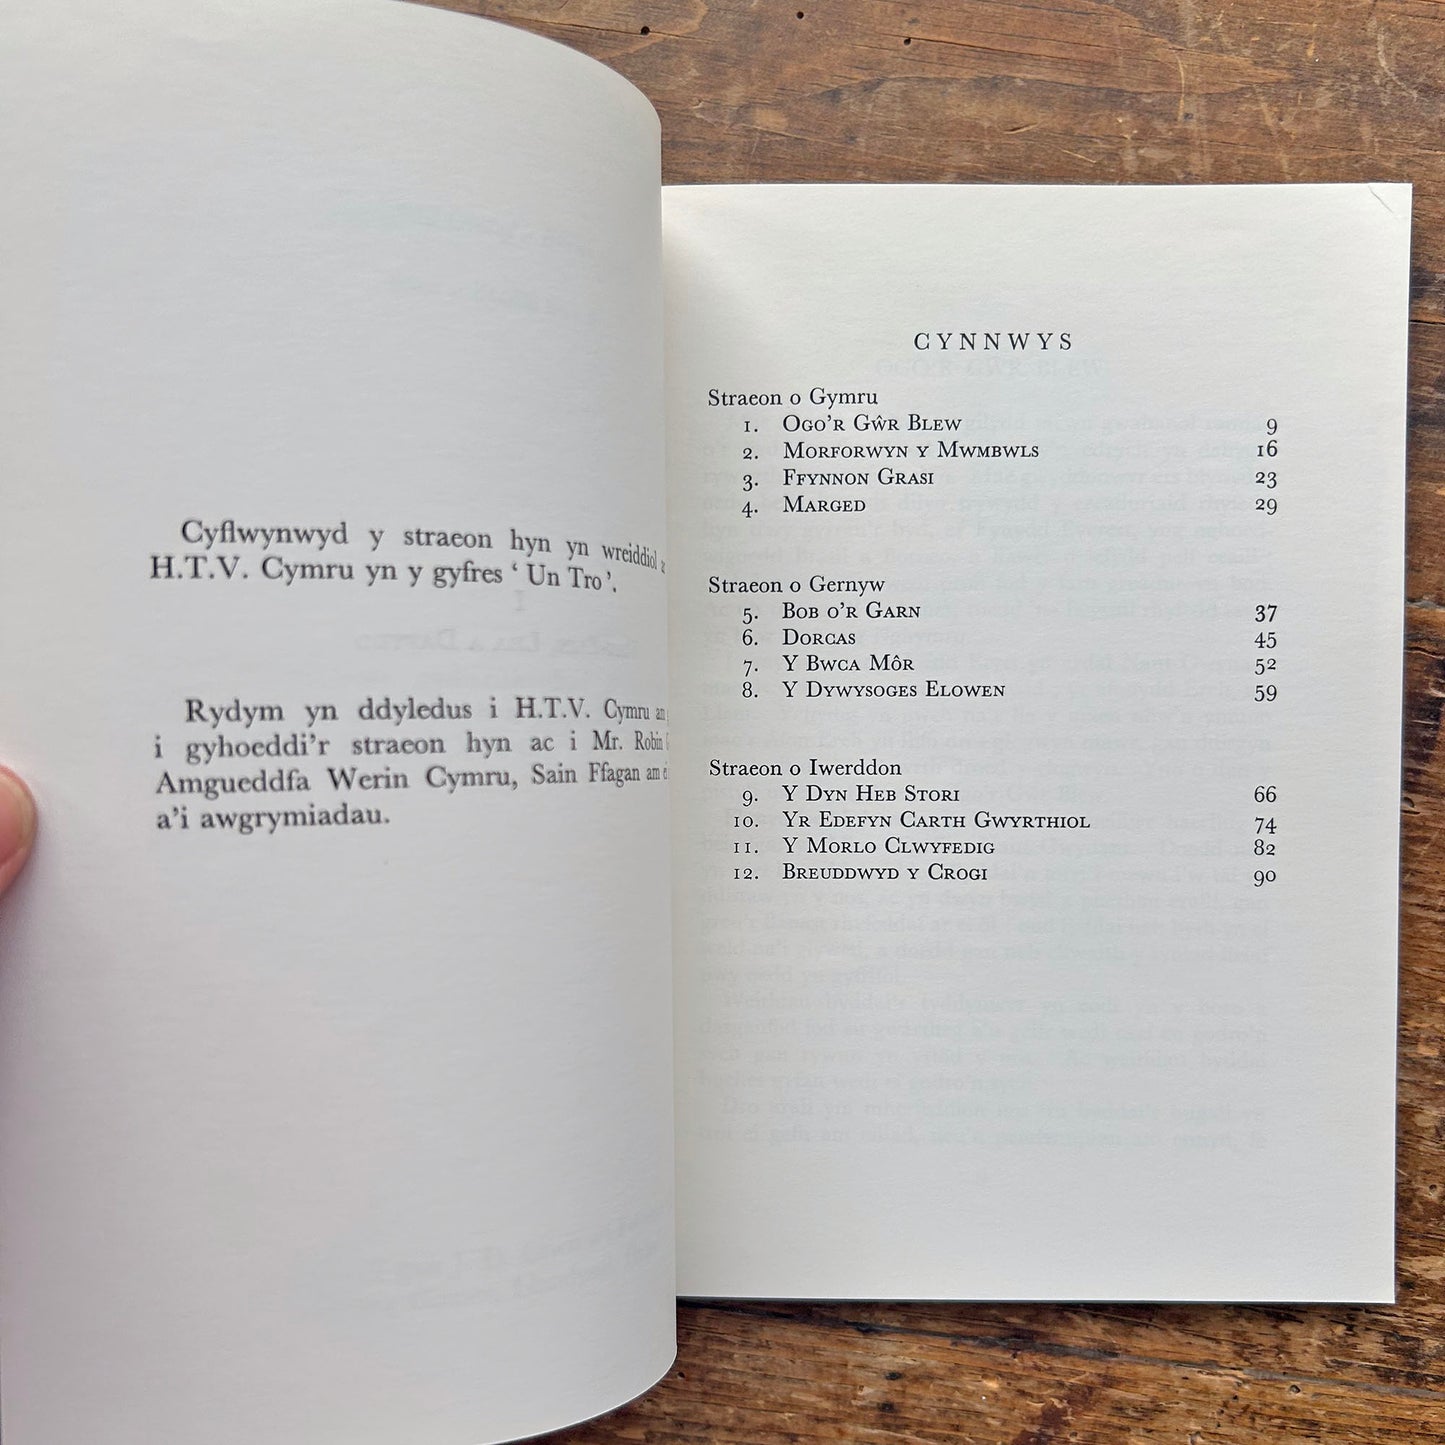 Cyflwynwyd y straeon hyn yn wreiddiol
H.T.V. Cymru yn y gyfres ‘ Un Tro ’.
Rydym yn ddyledus i H.T.V. Cymru am
i gyhoeddi’r straeon hyn ac i Mr. Robin
Amgueddfa Werin Cymru, Sain Ffagan am ei
a’i awgrymiadau.
CYNNWYS
Straeon o Gymru
1. Ogo’r Gŵr Blew 9
2. Morforwyn y Mwmbwls 16
3. Ffynnon Grasi 23
4. Marged 29
Straeon o Gernyw
5. Bob o’r Garn 37
6. Dorcas 45
7. Y Bwca Môr 52
8. Y Dywysoges Elowen 59
Straeon o Iwerddon
9. Y Dyn Heb Stori 66
10. Yr Edefyn Carth Gwyrthiol 74
11. Y Morlo Clwyfedig 82
12. Breuddwyd y Crogi 90